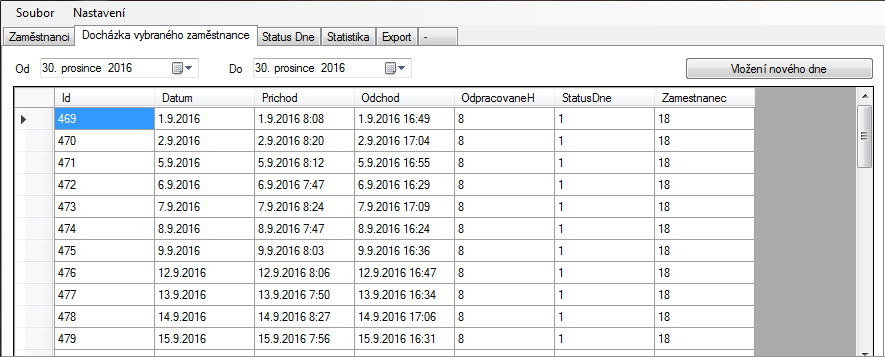 Soubor Nastavení
Zaměstnanci Docházka vybraného zaměstnance Status Dne Statistika Export -
Od 30. prosince 2016 Do 30. prosince 2016 Vložení nového dne
Id Datum Prichod Odchod OdpracovaneH StatusDne Zamestnanec
469 1.9.2016 1.9.2016 8:08 1.9.2016 16:49 8 1 18
470 2.9.2016 2.9.2016 8:20 2.9.2016 17:04 8 1 18
471 5.9.2016 5.9.2016 8:12 5.9.2016 16:55 8 1 18
472 6.9.2016 6.9.2016 7:47 6.9.2016 16:29 8 1 18
473 7.9.2016 7.9.2016 8:24 7.9.2016 17:09 8 1 18
474 8.9.2016 8.9.2016 7:47 8.9.2016 16:24 8 1 18
475 9.9.2016 9.9.2016 8:03 9.9.2016 16:36 8 1 18
476 12.9.2016 12.9.2016 8:06 12.9.2016 16:47 8 1 18
477 13.9.2016 13.9.2016 7:50 13.9.2016 16:34 8 1 18
478 14.9.2016 14.9.2016 8:27 14.9.2016 17:06 8 1 18
479 15.9.2016 15.9.2016 7:56 15.9.2016 16:31 8 1 18